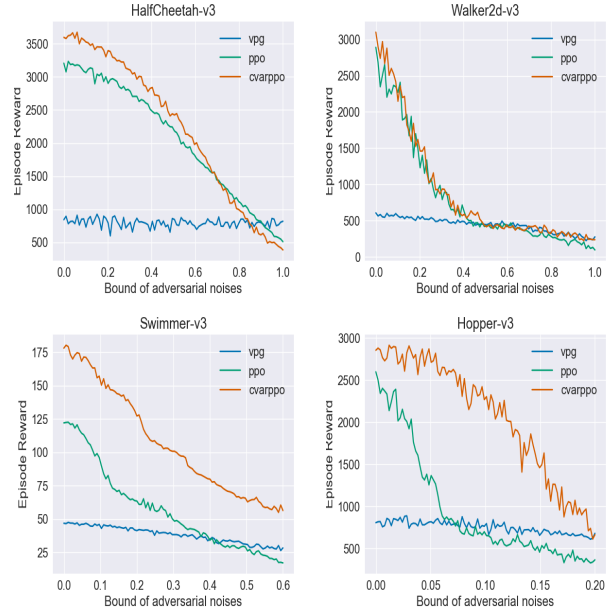 HalfCheetah-v3
3500
3000
2500
2000
1500
1000
500
Episode Reward
vpg
ppo
cvarppo
0.0 0.2 0.4 0.6 0.8 1.0
Bound of adversarial noises
Walker2d-v3
3000
2500
2000
1500
1000
500
0
Episode Reward
vpg
ppo
cvarppo
0.0 0.2 0.4 0.6 0.8 1.0
Bound of adversarial noises
Swimmer-v3
175
150
125
100
75
50
25
Episode Reward
vpg
ppo
cvarppo
0.0 0.1 0.2 0.3 0.4 0.5 0.6
Bound of adversarial noises
Hopper-v3
3000
2500
2000
1500
1000
500
Episode Reward
vpg
ppo
cvarppo
0.00 0.05 0.10 0.15 0.20
Bound of adversarial noises